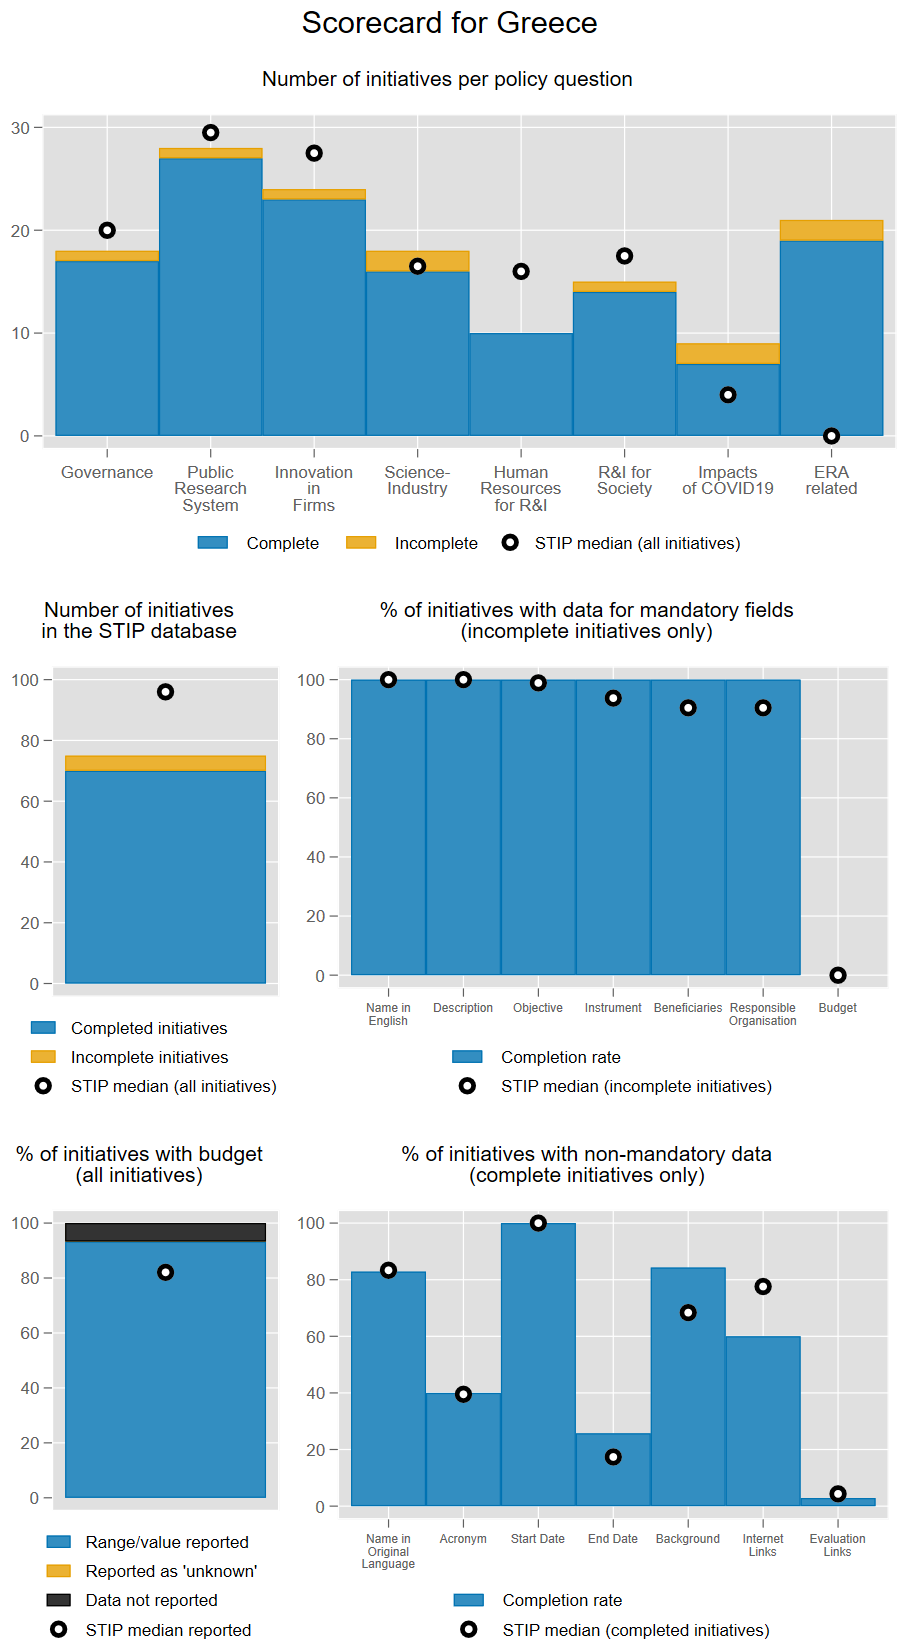 Scorecard for Greece
Number of initiatives per policy question
30
20
10
0
Governance
Public
Research
System
Innovation
in
Firms
Science-
Industry
Human
Resources
for R&I
R&I for
Society
Impacts
of COVID19
ERA
related
Complete
Incomplete
STIP median (all initiatives)
Number of initiatives
in the STIP database
100
80
60
40
20
0
Completed initiatives
Incomplete initiatives
STIP median (all initiatives)
% of initiatives with data for mandatory fields
(incomplete initiatives only)
100
80
60
40
20
0
Name in
English
Description
Objective
Instrument
Beneficiaries
Responsible
Organisation
Budget
Completion rate
STIP median (incomplete initiatives)
% of initiatives with budget
(all initiatives)
100
80
60
40
20
0
Range/value reported
Reported as 'unknown'
Data not reported
STIP median reported
% of initiatives with non-mandatory data
(complete initiatives only)
100
80
60
40
20
0
Name in
Original
Language
Acronym
Start Date
End Date
Background
Internet
Links
Evaluation
Links
Completion rate
STIP median (completed initiatives)